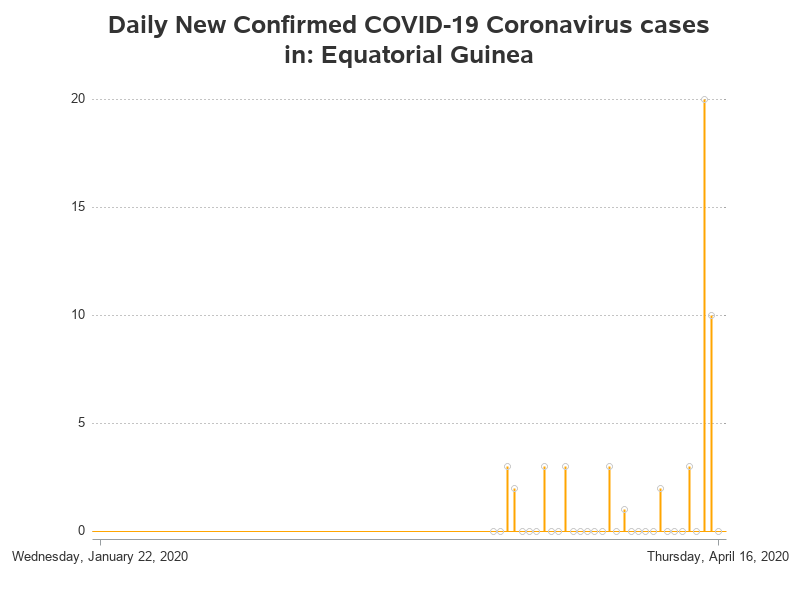 Daily New Confirmed COVID-19 Coronavirus cases
in: Equatorial Guinea
20
15
10
5
0
Wednesday, January 22, 2020
Thursday, April 16, 2020